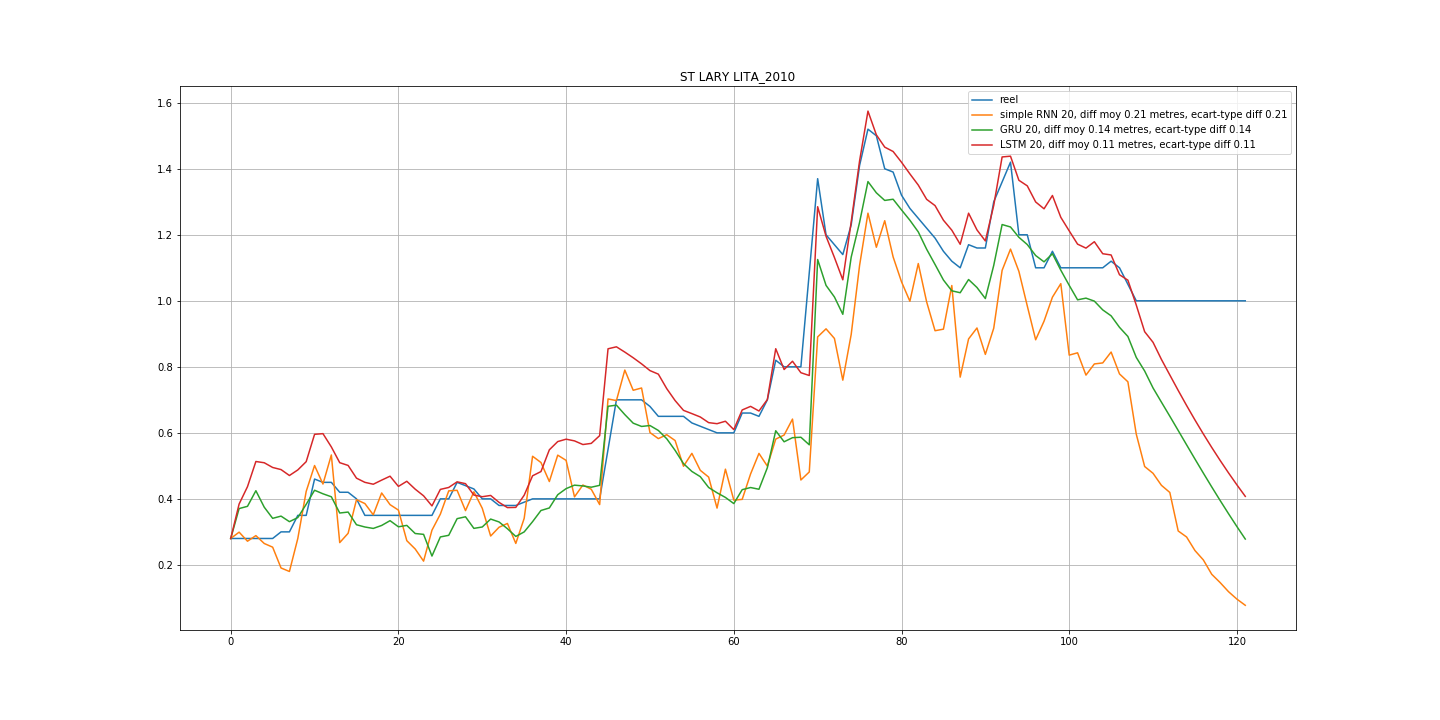 ST LARY LITA_2010
reel
simple RNN 20, diff moy 0.21 metres, ecart-type diff 0.21
GRU 20, diff moy 0.14 metres, ecart-type diff 0.14
LSTM 20, diff moy 0.11 metres, ecart-type diff 0.11
1.6
1.4
1.2
1.0
0.8
0.6
0.4
0.2
0 20 40 60 80 100 120